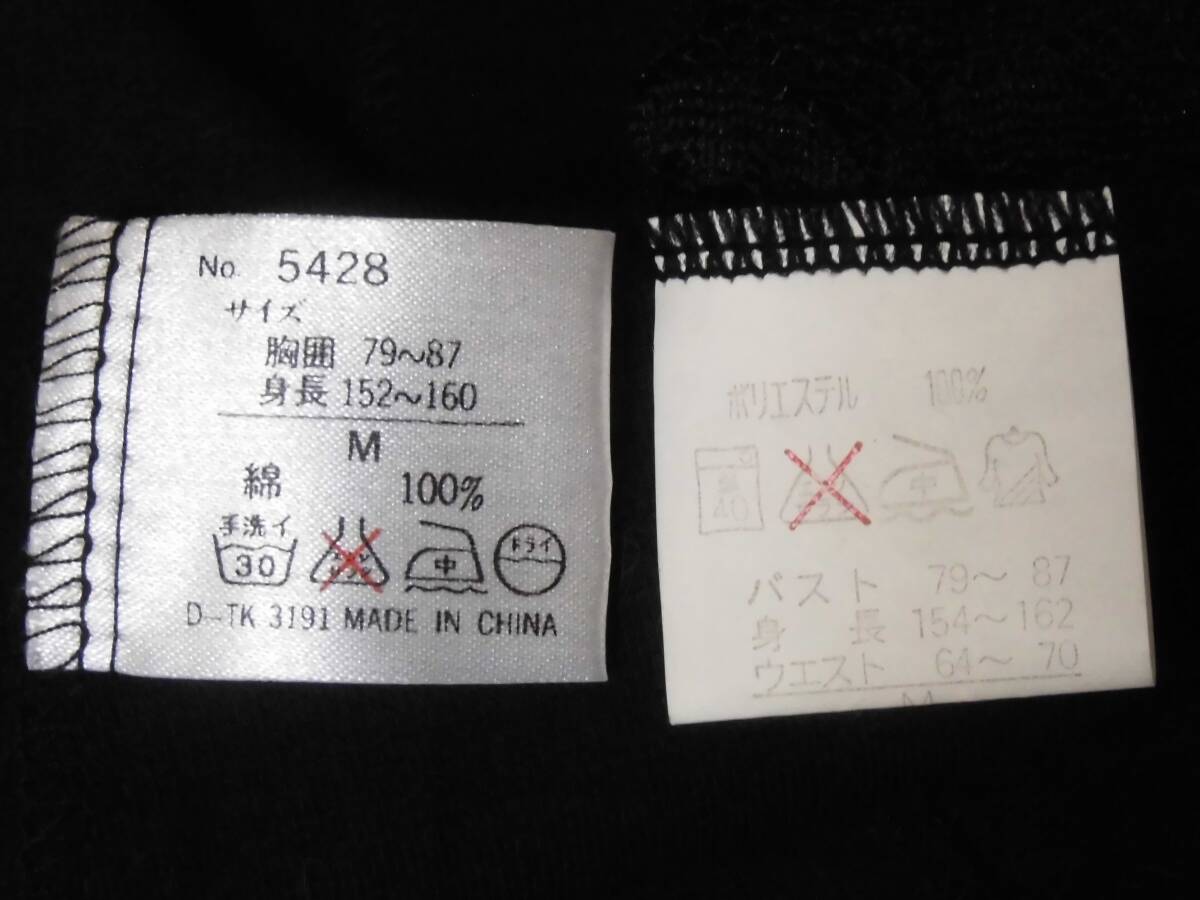 No. 5428
サイズ
胸囲 79～87
身長 152～160
M
綿 100%
手洗イ
30
中
ドライ
D-TK 3191 MADE IN CHINA
ポリエステル 100%
40
中
バスト 79～ 87
身長 154～162
ウエスト 64～ 70
M